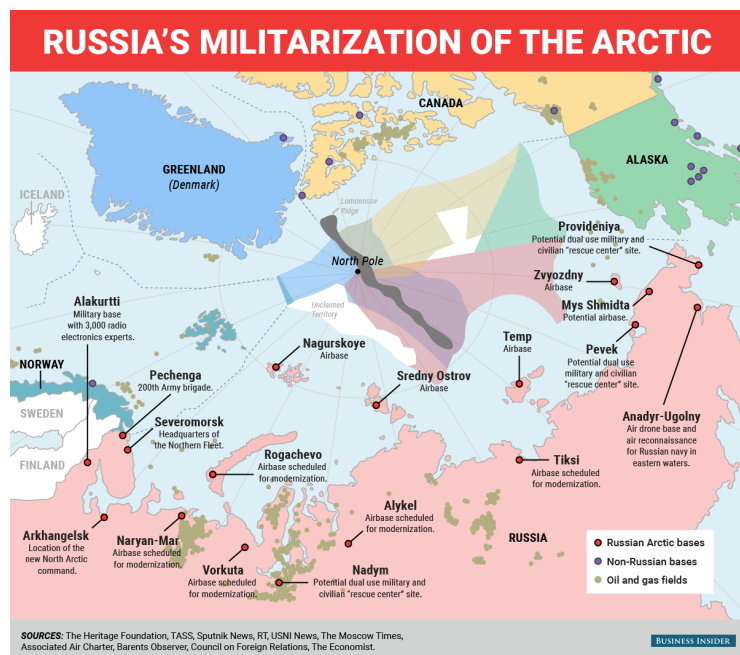 RUSSIA'S MILITARIZATION OF THE ARCTIC
CANADA
GREENLAND
(Denmark)
ALASKA
ICELAND
Lomonosov
Ridge
North Pole
Unclaimed
Territory
Provideniya
Potential dual use military and
civilian "rescue center" site.
Zvyozdny
Airbase
Mys Shmidta
Potential airbase.
Pevek
Potential dual use
military and civilian
"rescue center" site.
Anadyr-Ugolny
Air drone base and
air reconnaissance
for Russian navy in
eastern waters.
Alakurtti
Military base
with 3,000 radio
electronics experts.
NORWAY
SWEDEN
FINLAND
Pechenga
200th Army brigade.
Severomorsk
Headquarters of
the Northern Fleet.
Nagurskoye
Airbase
Sredny Ostrov
Airbase
Temp
Airbase
Rogachevo
Airbase scheduled
for modernization.
Tiksi
Airbase scheduled
for modernization.
Alykel
Airbase scheduled
for modernization.
RUSSIA
Arkhangelsk
Location of the
new North Arctic
command.
Naryan-Mar
Airbase scheduled
for modernization.
Vorkuta
Airbase scheduled
for modernization.
Nadym
Potential dual use military and
civilian "rescue center" site.
Russian Arctic bases
Non-Russian bases
Oil and gas fields
SOURCES: The Heritage Foundation, TASS, Sputnik News, RT, USNI News, The Moscow Times,
Associated Air Charter, Barents Observer, Council on Foreign Relations, The Economist.
BUSINESS INSIDER